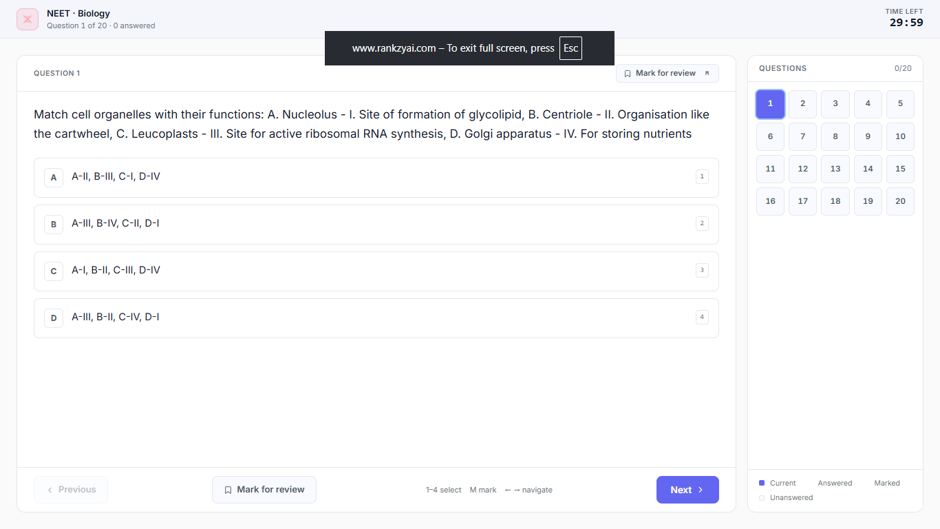 NEET · Biology
Question 1 of 20 · 0 answered
TIME LEFT
29:59
www.rankzyai.com – To exit full screen, press Esc
QUESTION 1
Mark for review
Match cell organelles with their functions: A. Nucleolus - I. Site of formation of glycolipid, B. Centriole - II. Organisation like
the cartwheel, C. Leucoplasts - III. Site for active ribosomal RNA synthesis, D. Golgi apparatus - IV. For storing nutrients
A A-II, B-III, C-I, D-IV 1
B A-III, B-IV, C-II, D-I 2
C A-I, B-II, C-III, D-IV 3
D A-III, B-II, C-IV, D-I 4
Previous
Mark for review
1–4 select M mark ← → navigate
Next
QUESTIONS 0/20
1 2 3 4 5
6 7 8 9 10
11 12 13 14 15
16 17 18 19 20
Current Answered Marked
Unanswered